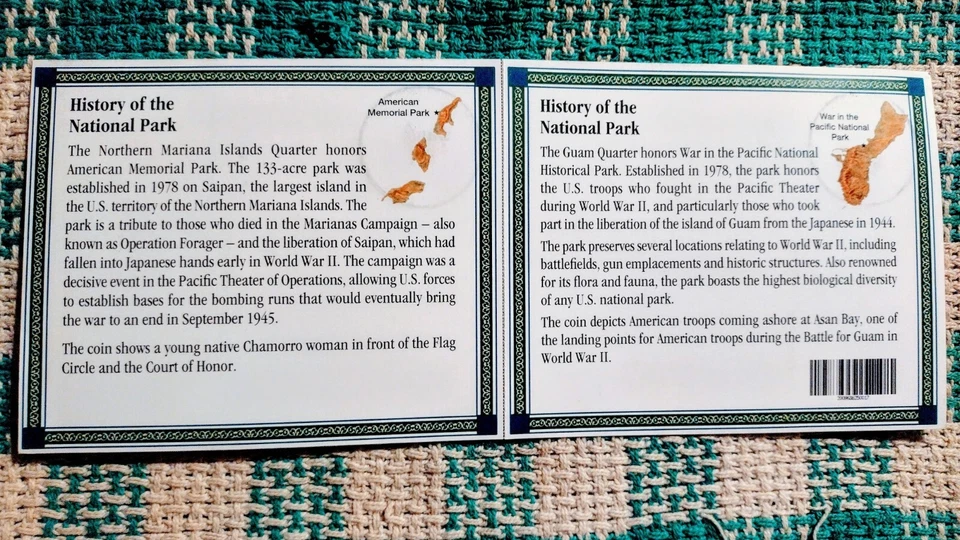 History of the
National Park
American
Memorial Park
The Northern Mariana Islands Quarter honors
American Memorial Park. The 133-acre park was
established in 1978 on Saipan, the largest island in
the U.S. territory of the Northern Mariana Islands. The
park is a tribute to those who died in the Marianas Campaign – also
known as Operation Forager – and the liberation of Saipan, which had
fallen into Japanese hands early in World War II. The campaign was a
decisive event in the Pacific Theater of Operations, allowing U.S. forces
to establish bases for the bombing runs that would eventually bring
the war to an end in September 1945.
The coin shows a young native Chamorro woman in front of the Flag
Circle and the Court of Honor.
History of the
National Park
War in the
Pacific National
Park
The Guam Quarter honors War in the Pacific National
Historical Park. Established in 1978, the park honors
the U.S. troops who fought in the Pacific Theater
during World War II, and particularly those who took
part in the liberation of the island of Guam from the Japanese in 1944.
The park preserves several locations relating to World War II, including
battlefields, gun emplacements and historic structures. Also renowned
for its flora and fauna, the park boasts the highest biological diversity
of any U.S. national park.
The coin depicts American troops coming ashore at Asan Bay, one of
the landing points for American troops during the Battle for Guam in
World War II.